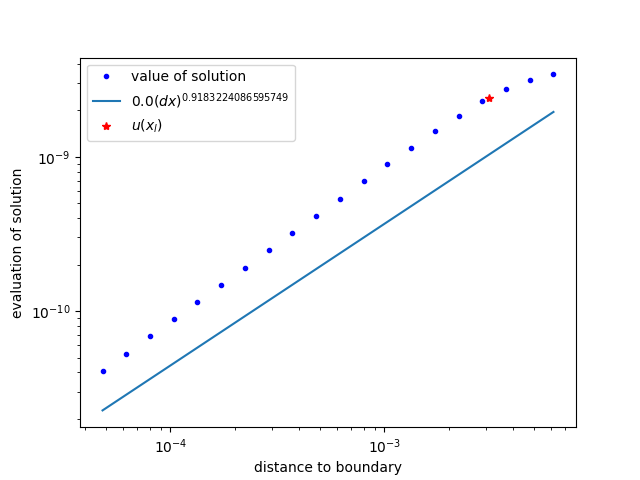 value of solution
0.0(dx)^0.9183224086595749
u(x_l)
10^-9
10^-10
evaluation of solution
10^-4
10^-3
distance to boundary